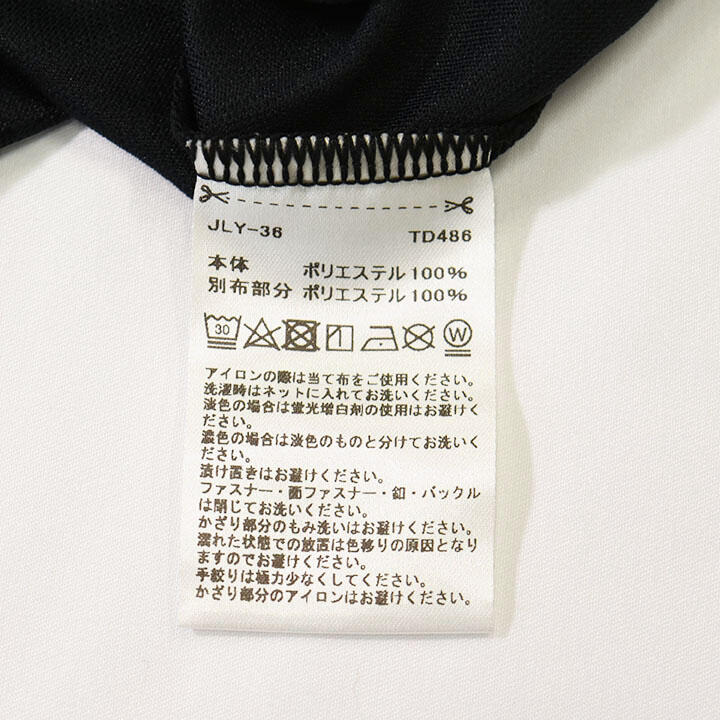 JLY-36 TD486
本体 ポリエステル100%
別布部分 ポリエステル100%
30 W
アイロンの際は当て布をご使用ください。
洗濯時はネットに入れてお洗いください。
淡色の場合は蛍光増白剤の使用はお避けく
ださい。
濃色の場合は淡色のものと分けてお洗いく
ださい。
漬け置きはお避けください。
ファスナー・面ファスナー・釦・バックル
は閉じてお洗いください。
かざり部分のもみ洗いはお避けください。
濡れた状態での放置は色移りの原因となり
ますのでお避けください。
手絞りは極力少なくしてください。
かざり部分のアイロンはお避けください。